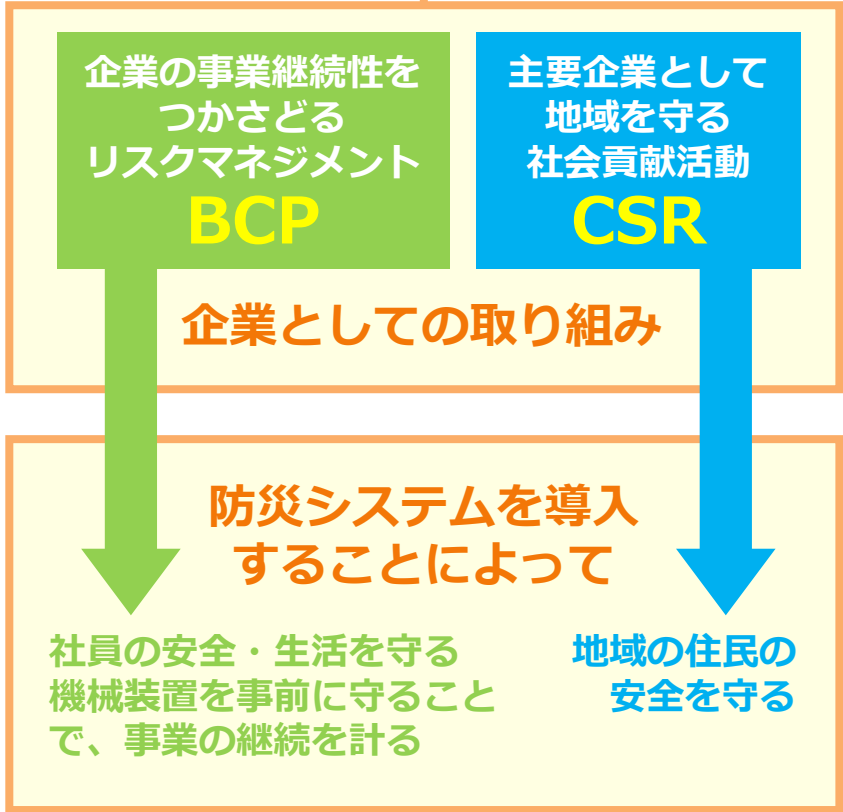 企業の事業継続性を
つかさどる
リスクマネジメント
BCP
主要企業として
地域を守る
社会貢献活動
CSR
企業としての取り組み
防災システムを導入
することによって
社員の安全・生活を守る
機械装置を事前に守ること
で、事業の継続を計る
地域の住民の
安全を守る